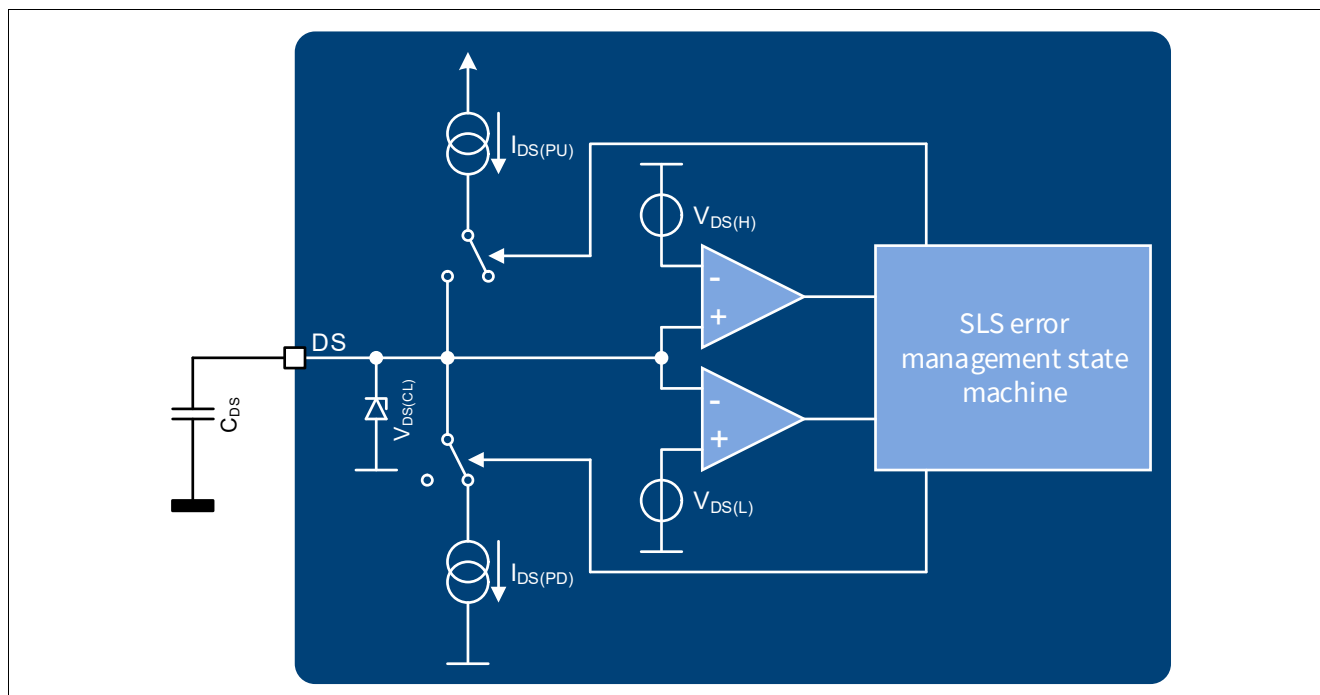 I_DS(PU)
V_DS(H)
-
+
DS
SLS error
management state
machine
C_DS
V_DS(CL)
-
+
V_DS(L)
I_DS(PD)